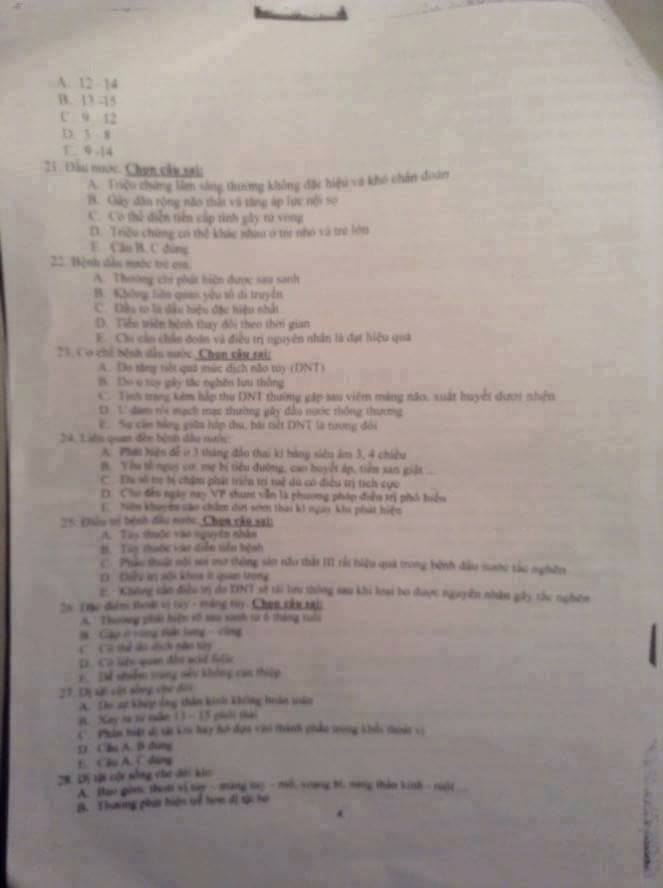 A. 12 - 14
B. 13 -15
C. 9 - 12
D. 5 - 8
E. 9 -14
21. Đầu nước. Chọn câu sai:
A. Triệu chứng lâm sàng thường không đặc hiệu và khó chẩn đoán
B. Gây dãn rộng não thất và tăng áp lực nội sọ
C. Có thể diễn tiến cấp tính gây tử vong
D. Triệu chứng có thể khác nhau ở trẻ nhỏ và trẻ lớn
E. Câu B, C đúng
22. Bệnh đầu nước trẻ em.
A. Thường chỉ phát hiện được sau sanh
B. Không liên quan yếu tố di truyền
C. Đầu to là dấu hiệu đặc hiệu nhất
D. Tiến triển bệnh thay đổi theo thời gian
E. Chỉ cần chẩn đoán và điều trị nguyên nhân là đạt hiệu quả
23. Cơ chế bệnh đầu nước. Chọn câu sai:
A. Do tăng tiết quá mức dịch não tủy (DNT)
B. Do u tủy gây tắc nghẽn lưu thông
C. Tình trạng kém hấp thu DNT thường gặp sau viêm màng não, xuất huyết dưới nhện
D. U đám rối mạch mạc thường gây đầu nước thông thương
E. Sự cân bằng giữa hấp thu, bài tiết DNT là tương đối
24. Liên quan đến bệnh đầu nước:
A. Phát hiện dễ ở 3 tháng đầu thai kì bằng siêu âm 3, 4 chiều
B. Yếu tố nguy cơ: mẹ bị tiểu đường, cao huyết áp, tiền sản giật ...
C. Đa số trẻ bị chậm phát triển trí tuệ dù có điều trị tích cực
D. Cho đến ngày nay VP shunt vẫn là phương pháp điều trị phổ biến
E. Nên khuyến cáo chấm dứt sớm thai kì ngay khi phát hiện
25. Điều trị bệnh đầu nước. Chọn câu sai:
A. Tùy thuộc vào nguyên nhân
B. Tùy thuộc vào diễn tiến bệnh
C. Phẫu thuật nội soi mở thông sàn não thất III rất hiệu quả trong bệnh đầu nước tắc nghẽn
D. Điều trị nội khoa ít quan trọng
E. Không cần điều trị do DNT sẽ tái lưu thông sau khi loại bỏ được nguyên nhân gây tắc nghẽn
26. Đặc điểm thoát vị tủy - màng tủy. Chọn câu sai:
A. Thường phát hiện rõ sau sanh từ 6 tháng tuổi
B. Gặp ở vùng thắt lưng - cùng
C. Có thể dò dịch não tủy
D. Có liên quan đến acid folic
E. Dễ nhiễm trùng nếu không can thiệp
27. Dị tật cột sống chẻ đôi
A. Do sự khép ống thần kinh không hoàn toàn
B. Xảy ra từ tuần 13 - 15 phôi thai
C. Phân biệt dị tật kín hay hở dựa vào thành phần trong khối thoát vị
D. Câu A, B đúng
E. Câu A, C đúng
28. Dị tật cột sống chẻ đôi kín:
A. Bao gồm: thoát vị tủy - màng tủy - mỡ, xoang bì, nang thần kinh - ruột ...
B. Thường phát hiện trễ hơn dị tật hở
4